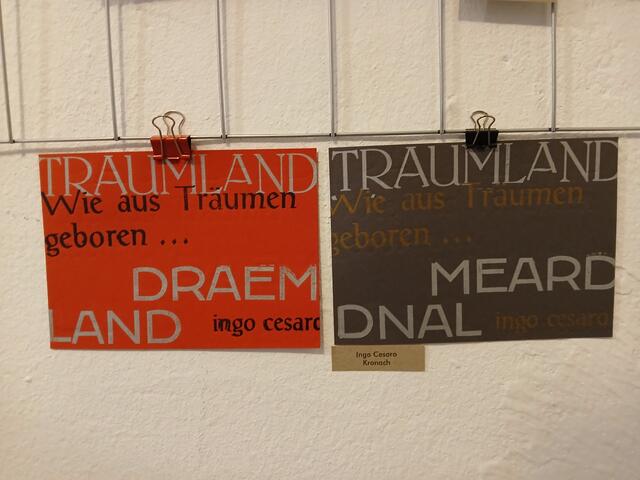 TRAUMLAND
Wie aus Träumen
geboren ...
DRAEM
LAND
ingo cesaro
TRAUMLAND
Wie aus Träumen
geboren ...
MEARD
DNAL
ingo cesaro
Ingo Cesaro
Kronach